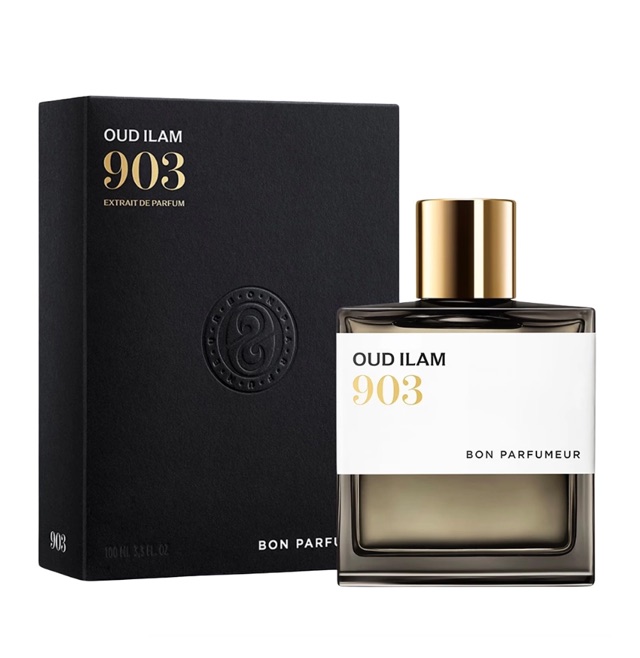 OUD ILAM
903
EXTRAIT DE PARFUM
903
100 ML 3.3 FL. OZ
BON PARFU
OUD ILAM
903
BON PARFUMEUR